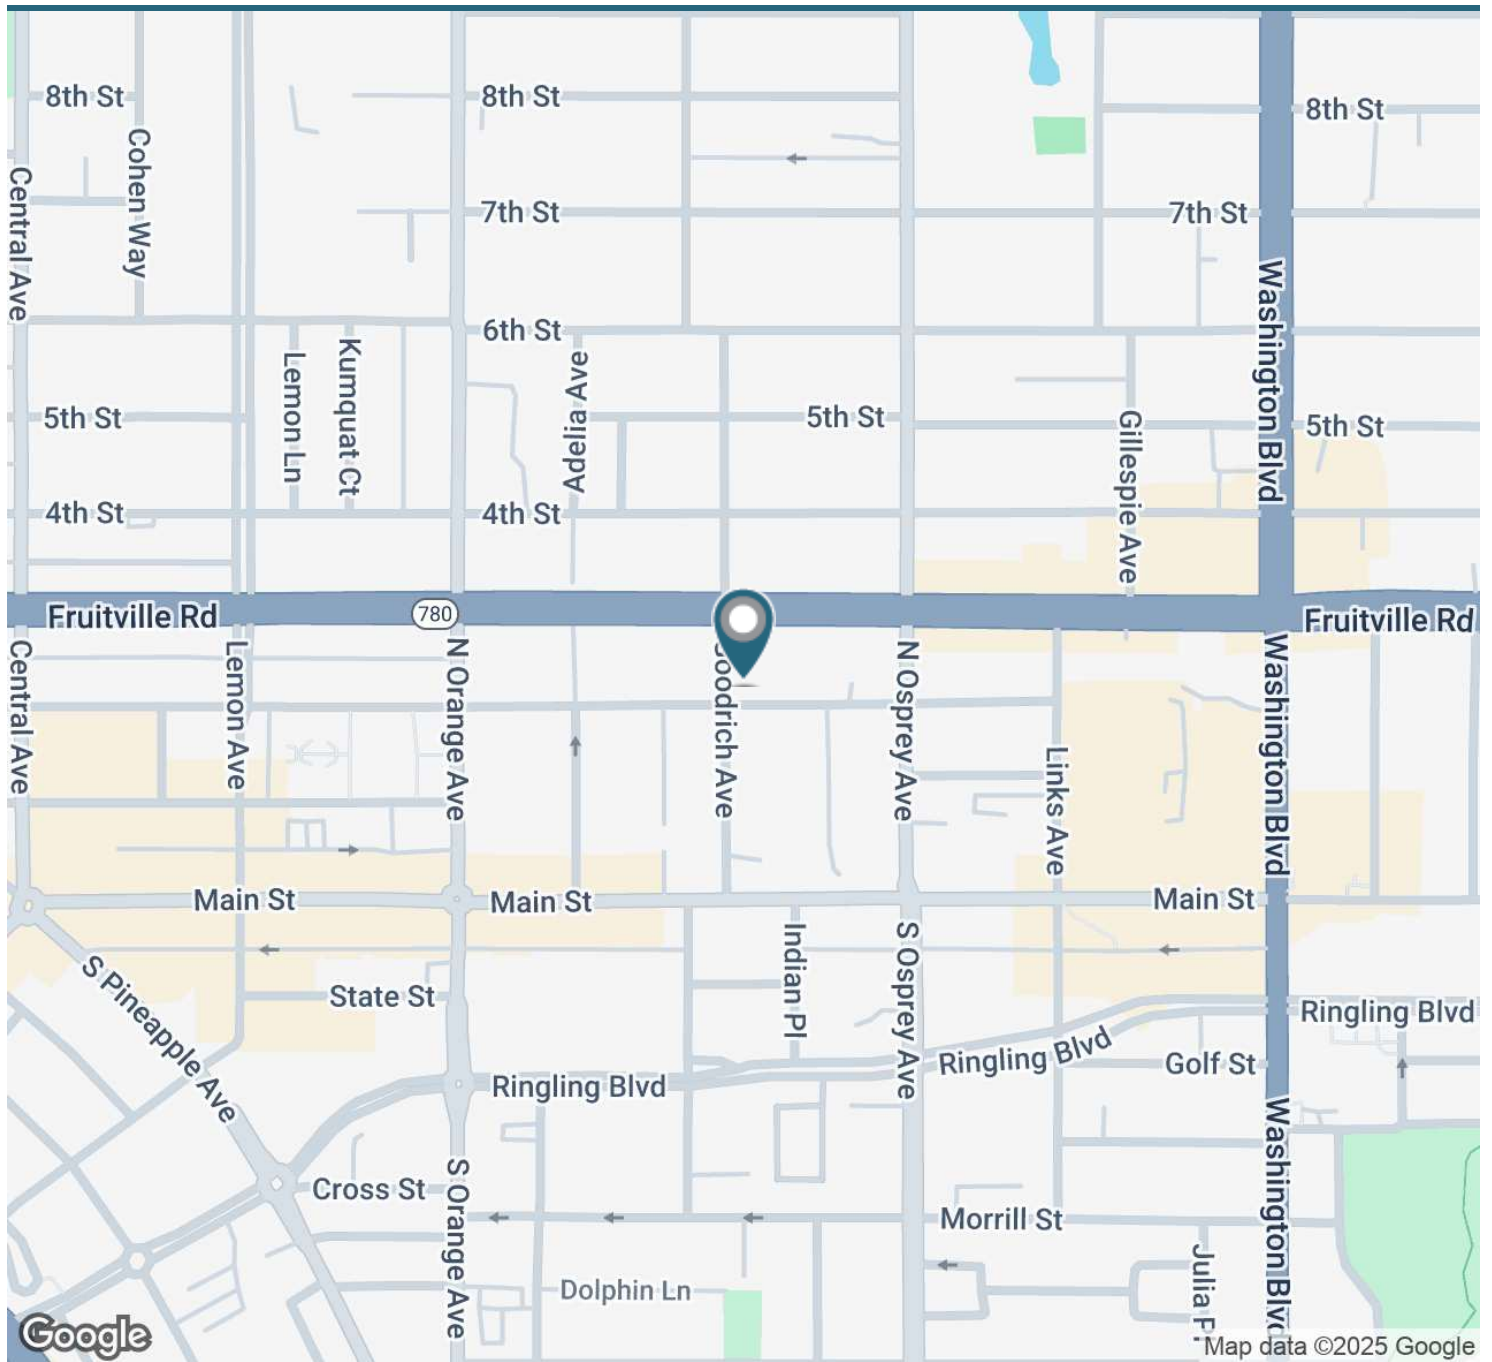 8th St
8th St
8th St
Cohen Way
Central Ave
7th St
7th St
Washington Blvd
6th St
Lemon Ln
Kumquat Ct
Adelia Ave
5th St
5th St
5th St
Gillespie Ave
4th St
4th St
Fruitville Rd
780
Fruitville Rd
Central Ave
Lemon Ave
N Orange Ave
oodrich Ave
N Osprey Ave
Links Ave
Washington Blvd
Main St
Main St
Main St
S Pineapple Ave
Indian Pl
S Osprey Ave
State St
Ringling Blvd
Ringling Blvd
Golf St
Ringling Blvd
Washington Blvd
Cross St
S Orange Ave
Morrill St
Julia Pl
Dolphin Ln
Google
Map data ©2025 Google